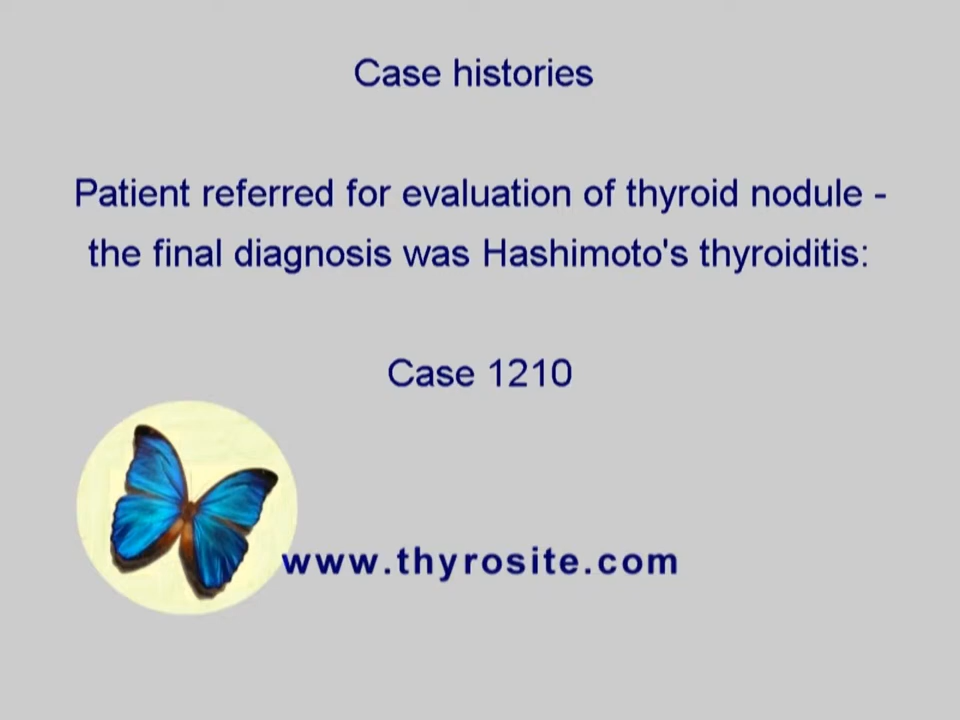 Case histories
Patient referred for evaluation of thyroid nodule -
the final diagnosis was Hashimoto's thyroiditis:
Case 1210
www.thyrosite.com